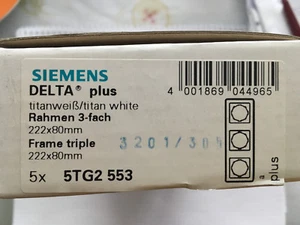 SIEMENS
DELTA® plus
titanweiß/titan white
Rahmen 3-fach
222x80mm
Frame triple
222x80mm
5x 5TG2 553
4 001869 044965
plus